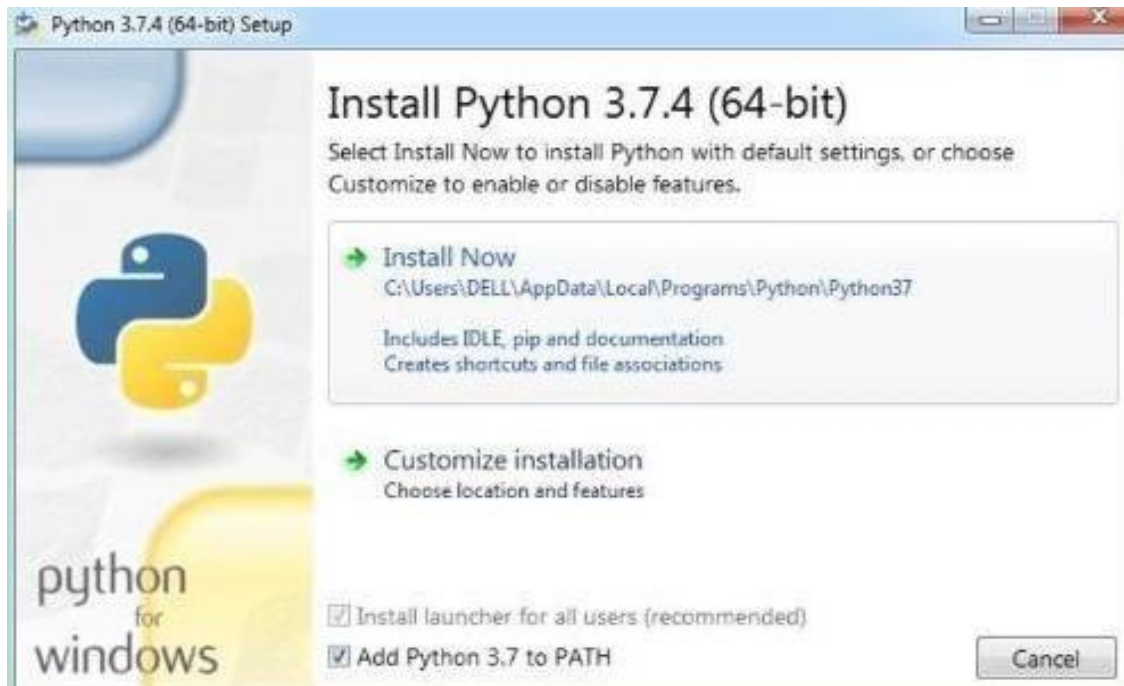 Python 3.7.4 (64-bit) Setup
Install Python 3.7.4 (64-bit)
Select Install Now to install Python with default settings, or choose
Customize to enable or disable features.
Install Now
C:\Users\DELL\AppData\Local\Programs\Python\Python37
Includes IDLE, pip and documentation
Creates shortcuts and file associations
Customize installation
Choose location and features
python
for
windows
Install launcher for all users (recommended)
Add Python 3.7 to PATH
Cancel